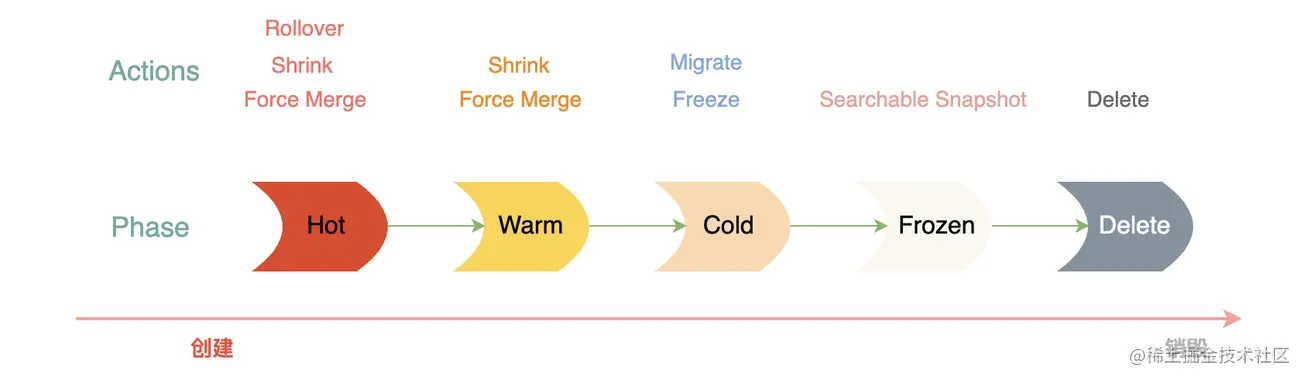 Rollover
Actions
Shrink
Shrink
Migrate
Force Merge
Force Merge
Freeze
Searchable Snapshot
Delete
Phase
Hot
Warm
Cold
Frozen
Delete
创建
销毁
@稀土掘金技术社区